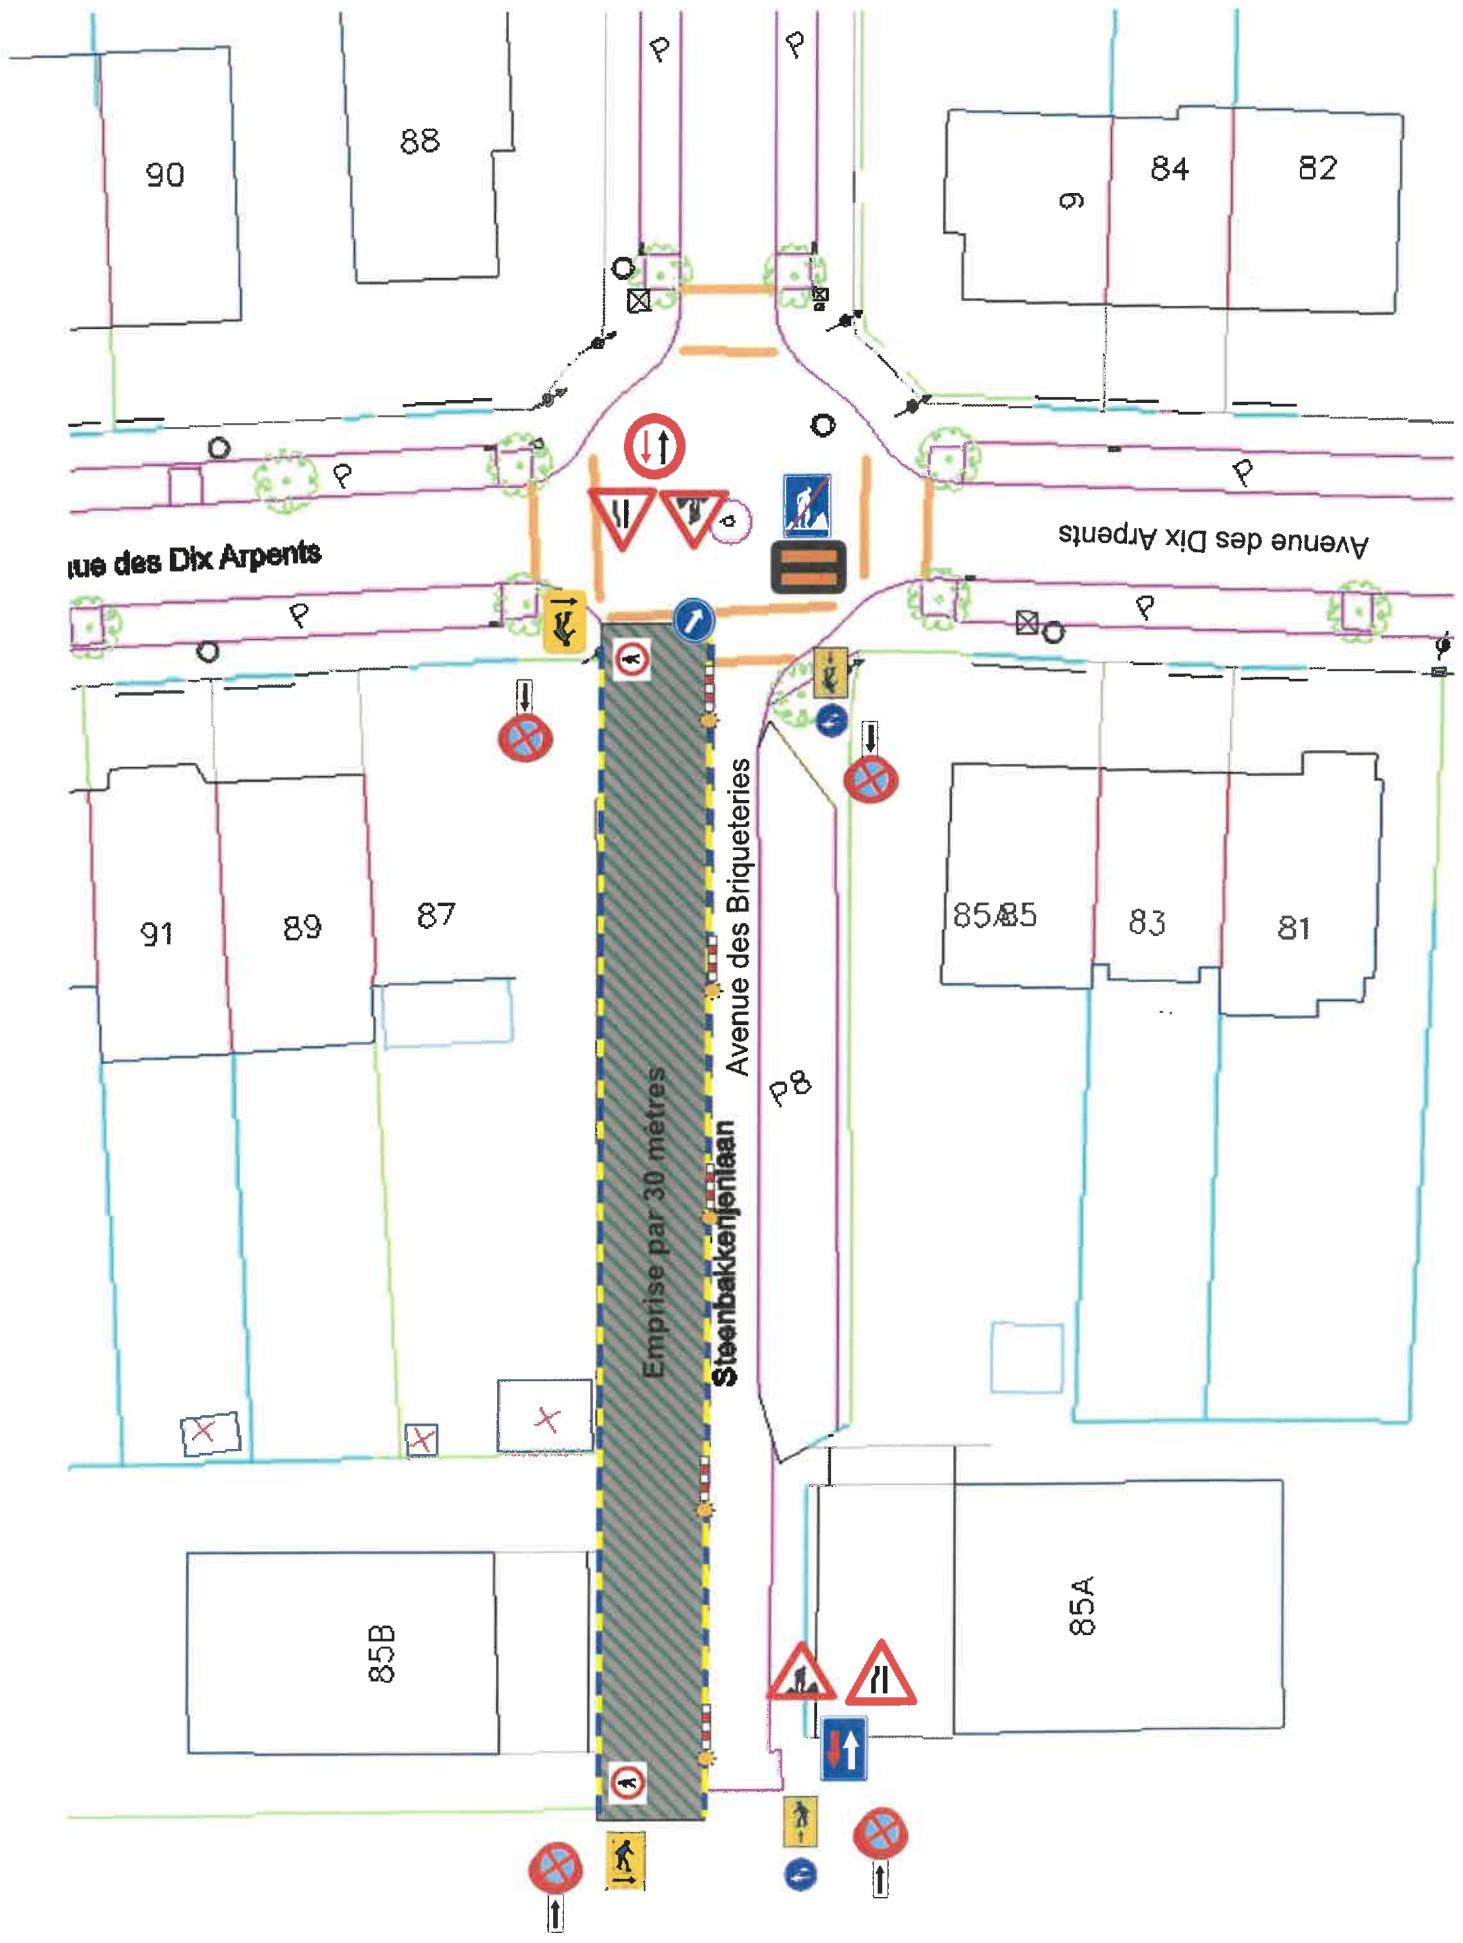 P
P
90
88
84
82
6
P
P
ue des Dix Arpents
Avenue des Dix Arpents
P
P
Avenue des Briqueteries
91
89
87
85A85
83
81
P8
Emprise par 30 mètres
Steenbakkerijenlaan
85B
85A